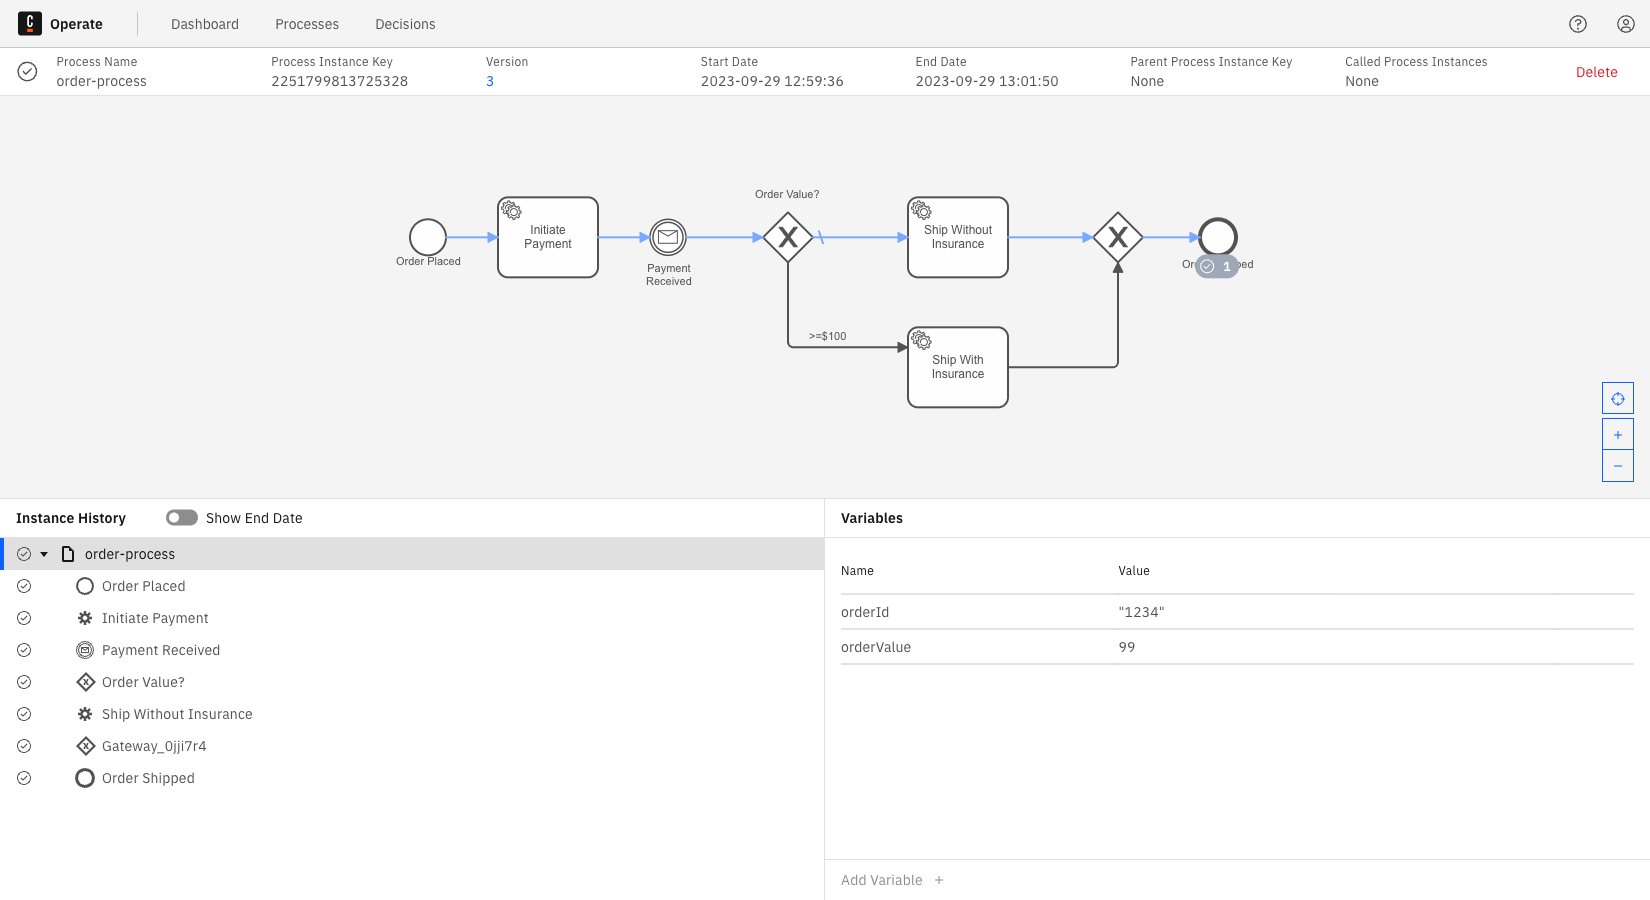 Operate
Dashboard
Processes
Decisions
Process Name
order-process
Process Instance Key
2251799813725328
Version
3
Start Date
2023-09-29 12:59:36
End Date
2023-09-29 13:01:50
Parent Process Instance Key
None
Called Process Instances
None
Delete
Order Placed
Initiate
Payment
Payment
Received
Order Value?
>=$100
Ship Without
Insurance
Ship With
Insurance
1
Instance History
Show End Date
order-process
Order Placed
Initiate Payment
Payment Received
Order Value?
Ship Without Insurance
Gateway_0jji7r4
Order Shipped
Variables
Name Value
orderId "1234"
orderValue 99
Add Variable +